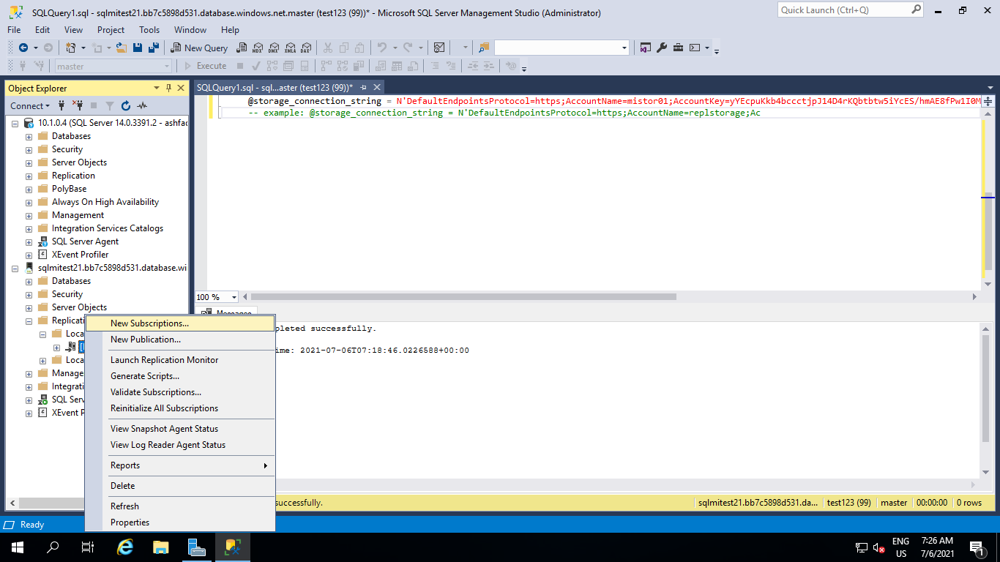 SQLQuery1.sql - sqlmitest21.bb7c5898d531.database.windows.net.master (test123 (99))* - Microsoft SQL Server Management Studio (Administrator)
Quick Launch (Ctrl+Q)
File Edit View Project Tools Window Help
New Query
MDX DMX XMLA DAX
master
Execute
Object Explorer
SQLQuery1.sql - sql...aster (test123 (99))*
Connect
@storage_connection_string = N'DefaultEndpointsProtocol=https;AccountName=mistor01;AccountKey=
-- example: @storage_connection_string = N'DefaultEndpointsProtocol=https;AccountName=replstorage;Ac
10.1.0.4 (SQL Server 14.0.3391.2 - ashfac
Databases
Security
Server Objects
Replication
PolyBase
Always On High Availability
Management
Integration Services Catalogs
SQL Server Agent
XEvent Profiler
sqlmitest21.bb7c5898d531.database.wi
Databases
Security
Server Objects
Replicati
Loca
Loca
Manage
Integrati
SQL Serv
XEvent P
100 %
Messages
pleted successfully.
ime: 2021-07-06T07:18:46.0226588+00:00
New Subscriptions...
New Publication...
Launch Replication Monitor
Generate Scripts...
Validate Subscriptions...
Reinitialize All Subscriptions
View Snapshot Agent Status
View Log Reader Agent Status
Reports
Delete
Refresh
Properties
successfully.
sqlmitest21.bb7c5898d531.da... test123 (99) master 00:00:00 0 rows
Ready
ENG
US
7:26 AM
7/6/2021
1